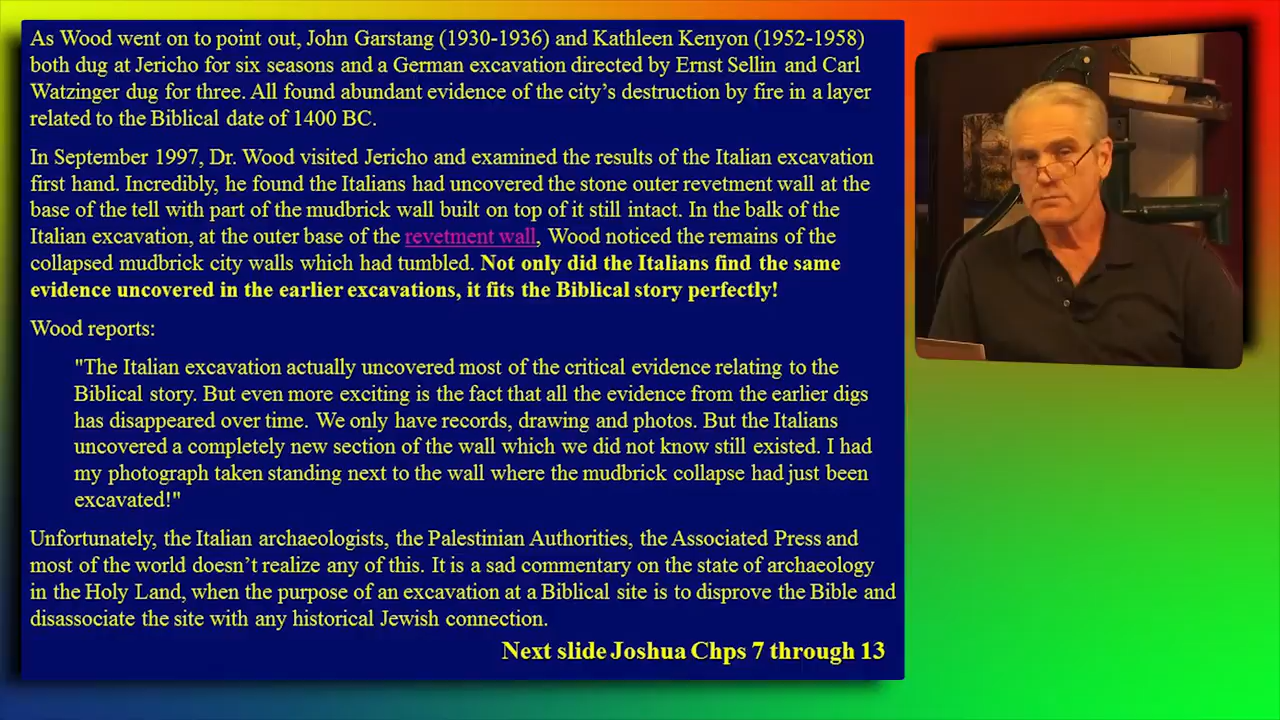 As Wood went on to point out, John Garstang (1930-1936) and Kathleen Kenyon (1952-1958)
both dug at Jericho for six seasons and a German excavation directed by Ernst Sellin and Carl
Watzinger dug for three. All found abundant evidence of the city’s destruction by fire in a layer
related to the Biblical date of 1400 BC.
In September 1997, Dr. Wood visited Jericho and examined the results of the Italian excavation
first hand. Incredibly, he found the Italians had uncovered the stone outer revetment wall at the
base of the tell with part of the mudbrick wall built on top of it still intact. In the balk of the
Italian excavation, at the outer base of the revetment wall, Wood noticed the remains of the
collapsed mudbrick city walls which had tumbled. Not only did the Italians find the same
evidence uncovered in the earlier excavations, it fits the Biblical story perfectly!
Wood reports:
"The Italian excavation actually uncovered most of the critical evidence relating to the
Biblical story. But even more exciting is the fact that all the evidence from the earlier digs
has disappeared over time. We only have records, drawing and photos. But the Italians
uncovered a completely new section of the wall which we did not know still existed. I had
my photograph taken standing next to the wall where the mudbrick collapse had just been
excavated!"
Unfortunately, the Italian archaeologists, the Palestinian Authorities, the Associated Press and
most of the world doesn’t realize any of this. It is a sad commentary on the state of archaeology
in the Holy Land, when the purpose of an excavation at a Biblical site is to disprove the Bible and
disassociate the site with any historical Jewish connection.
Next slide Joshua Chps 7 through 13